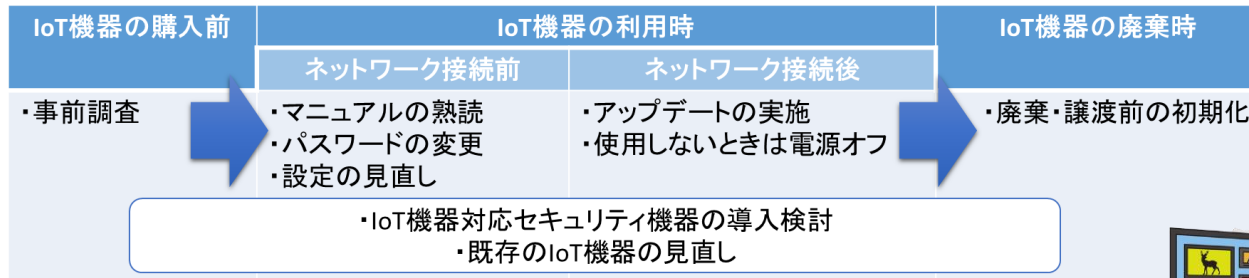 IoT機器の購入前
IoT機器の利用時
IoT機器の廃棄時
ネットワーク接続前
ネットワーク接続後
・事前調査
・マニュアルの熟読
・パスワードの変更
・設定の見直し
・アップデートの実施
・使用しないときは電源オフ
・廃棄・譲渡前の初期化
・IoT機器対応セキュリティ機器の導入検討
・既存のIoT機器の見直し